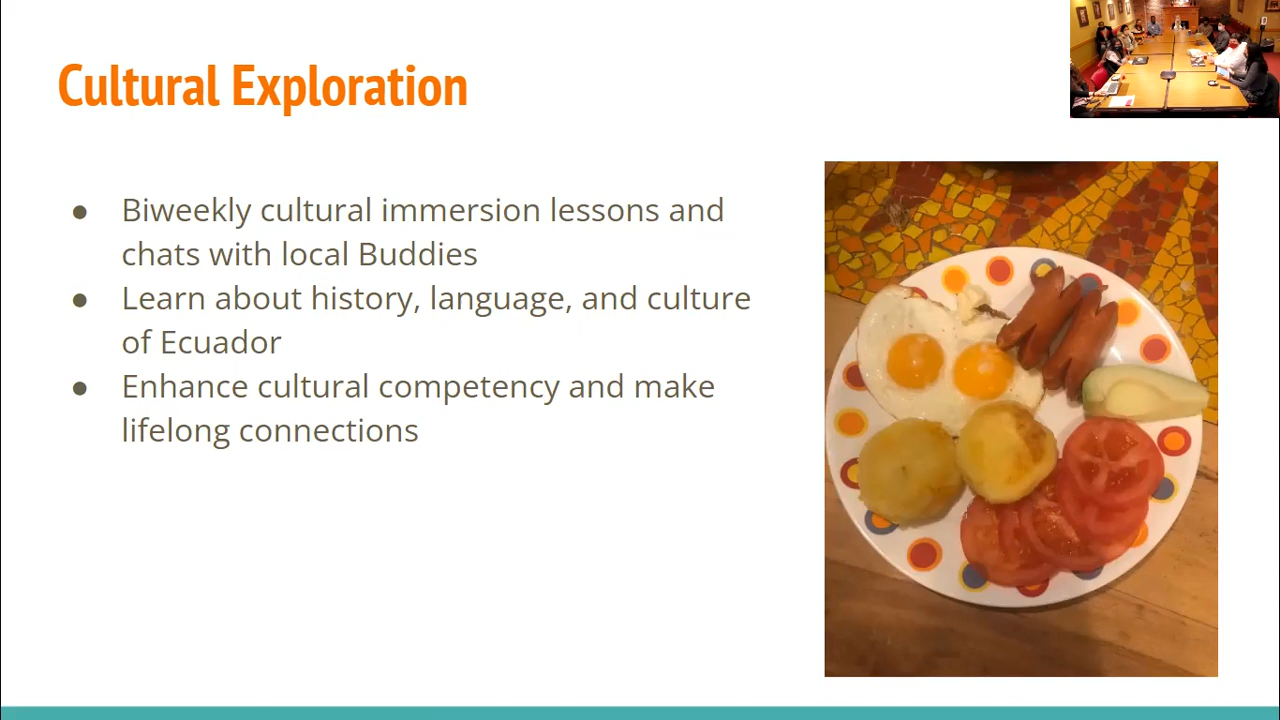 Cultural Exploration
● Biweekly cultural immersion lessons and
chats with local Buddies
● Learn about history, language, and culture
of Ecuador
● Enhance cultural competency and make
lifelong connections